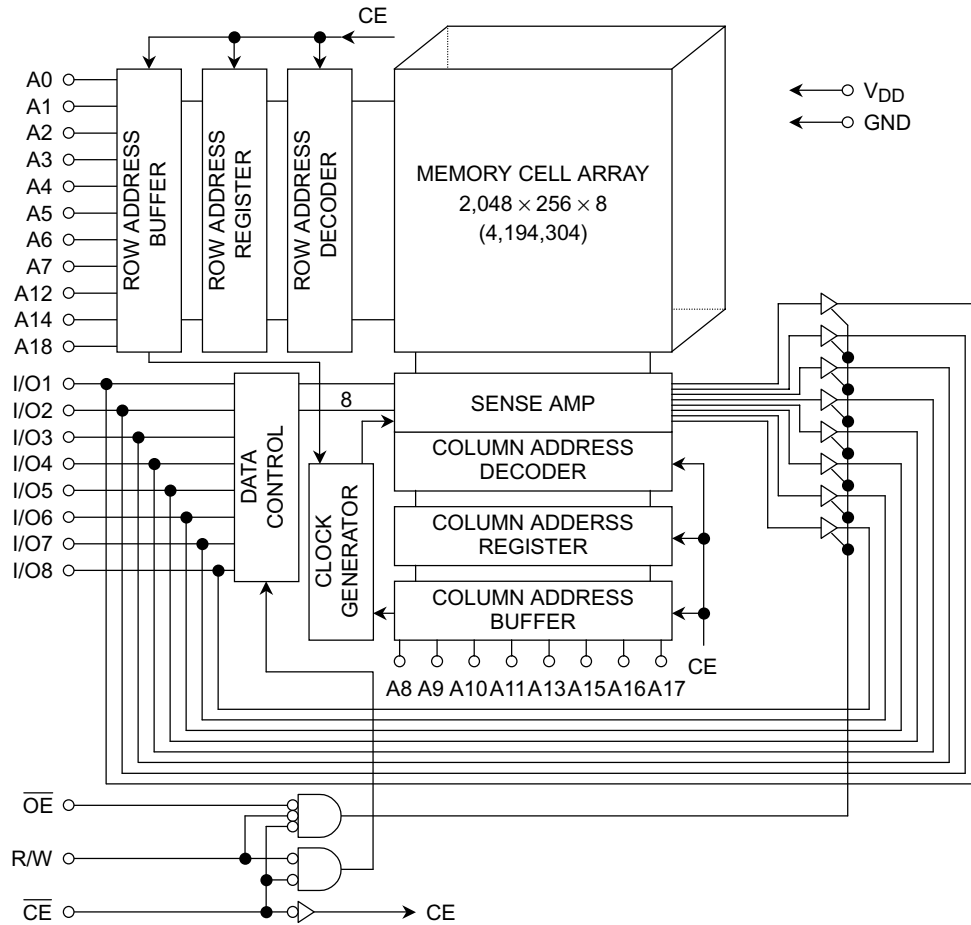 CE
A0
A1
A2
A3
A4
A5
A6
A7
A12
A14
A18
ROW ADDRESS
BUFFER
ROW ADDRESS
REGISTER
ROW ADDRESS
DECODER
MEMORY CELL ARRAY
2,048 × 256 × 8
(4,194,304)
VDD
GND
I/O1
I/O2
I/O3
I/O4
I/O5
I/O6
I/O7
I/O8
DATA
CONTROL
8
CLOCK
GENERATOR
SENSE AMP
COLUMN ADDRESS
DECODER
COLUMN ADDERSS
REGISTER
COLUMN ADDRESS
BUFFER
A8 A9 A10 A11 A13 A15 A16 A17
CE
O̅E̅
R/W
C̅E̅
CE